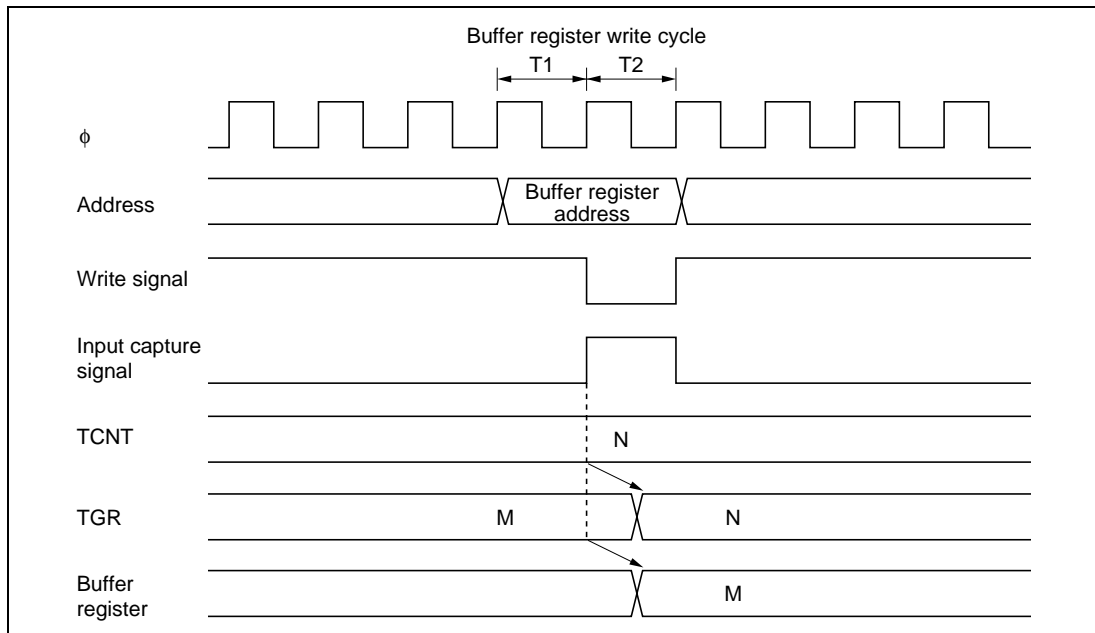 Buffer register write cycle
T1 T2
ϕ
Address
Buffer register
address
Write signal
Input capture
signal
TCNT
N
TGR
M N
Buffer
register
M